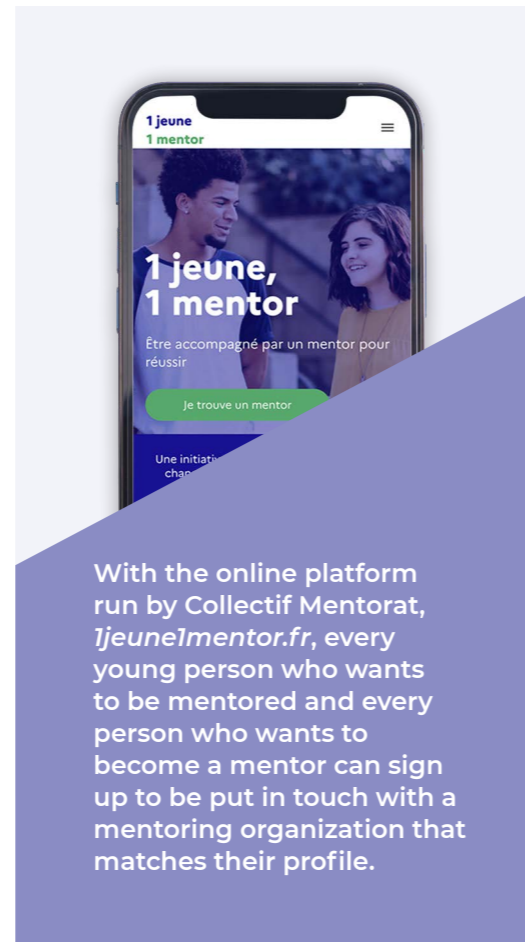 1 jeune
1 mentor
1 jeune,
1 mentor
Être accompagné par un mentor pour
réussir
Je trouve un mentor
Une
With the online platform
run by Collectif Mentorat,
1jeune1mentor.fr, every
young person who wants
to be mentored and every
person who wants to
become a mentor can sign
up to be put in touch with a
mentoring organization that
matches their profile.